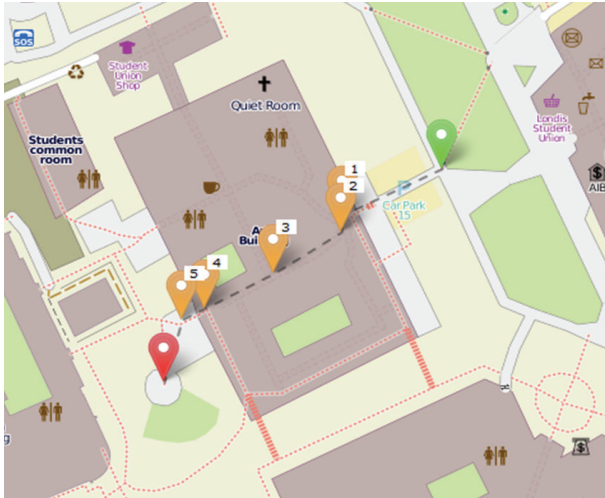 SOS
Student
Union
Shop
Quiet Room
Londis
Student
Union
Students
common
room
AIB
1
2
Car Park
15
3
4
5